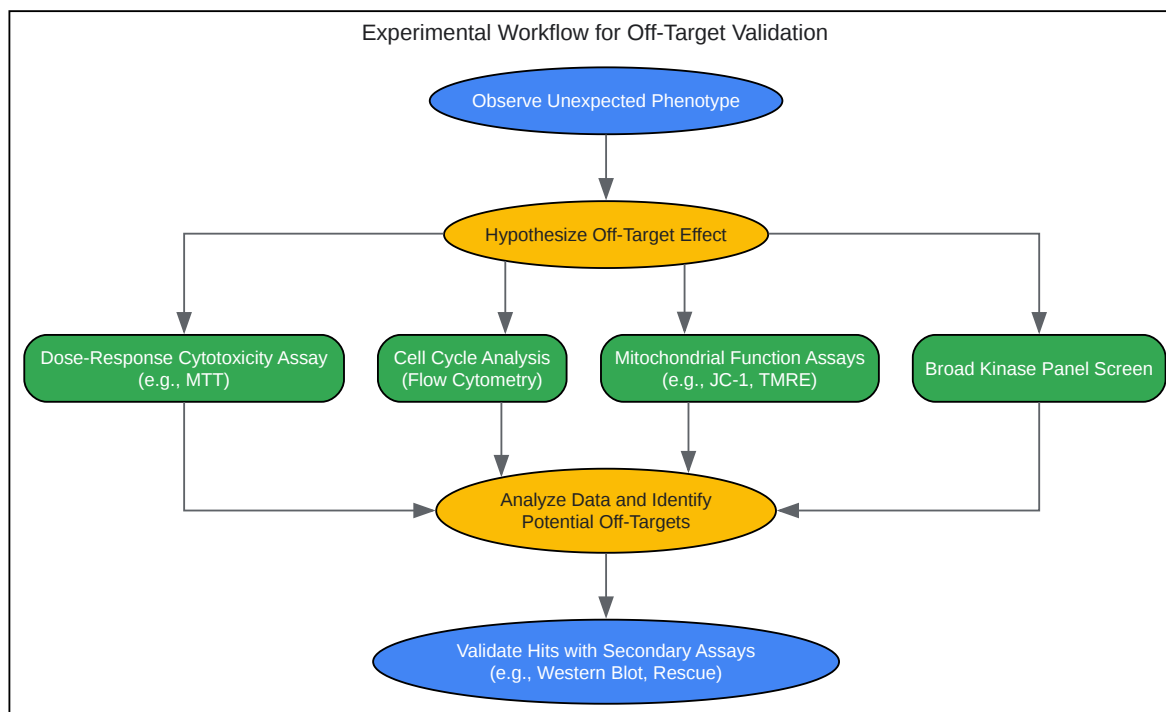 Experimental Workflow for Off-Target Validation
Observe Unexpected Phenotype
Hypothesize Off-Target Effect
Dose-Response Cytotoxicity Assay
(e.g., MTT)
Cell Cycle Analysis
(Flow Cytometry)
Mitochondrial Function Assays
(e.g., JC-1, TMRE)
Broad Kinase Panel Screen
Analyze Data and Identify
Potential Off-Targets
Validate Hits with Secondary Assays
(e.g., Western Blot, Rescue)